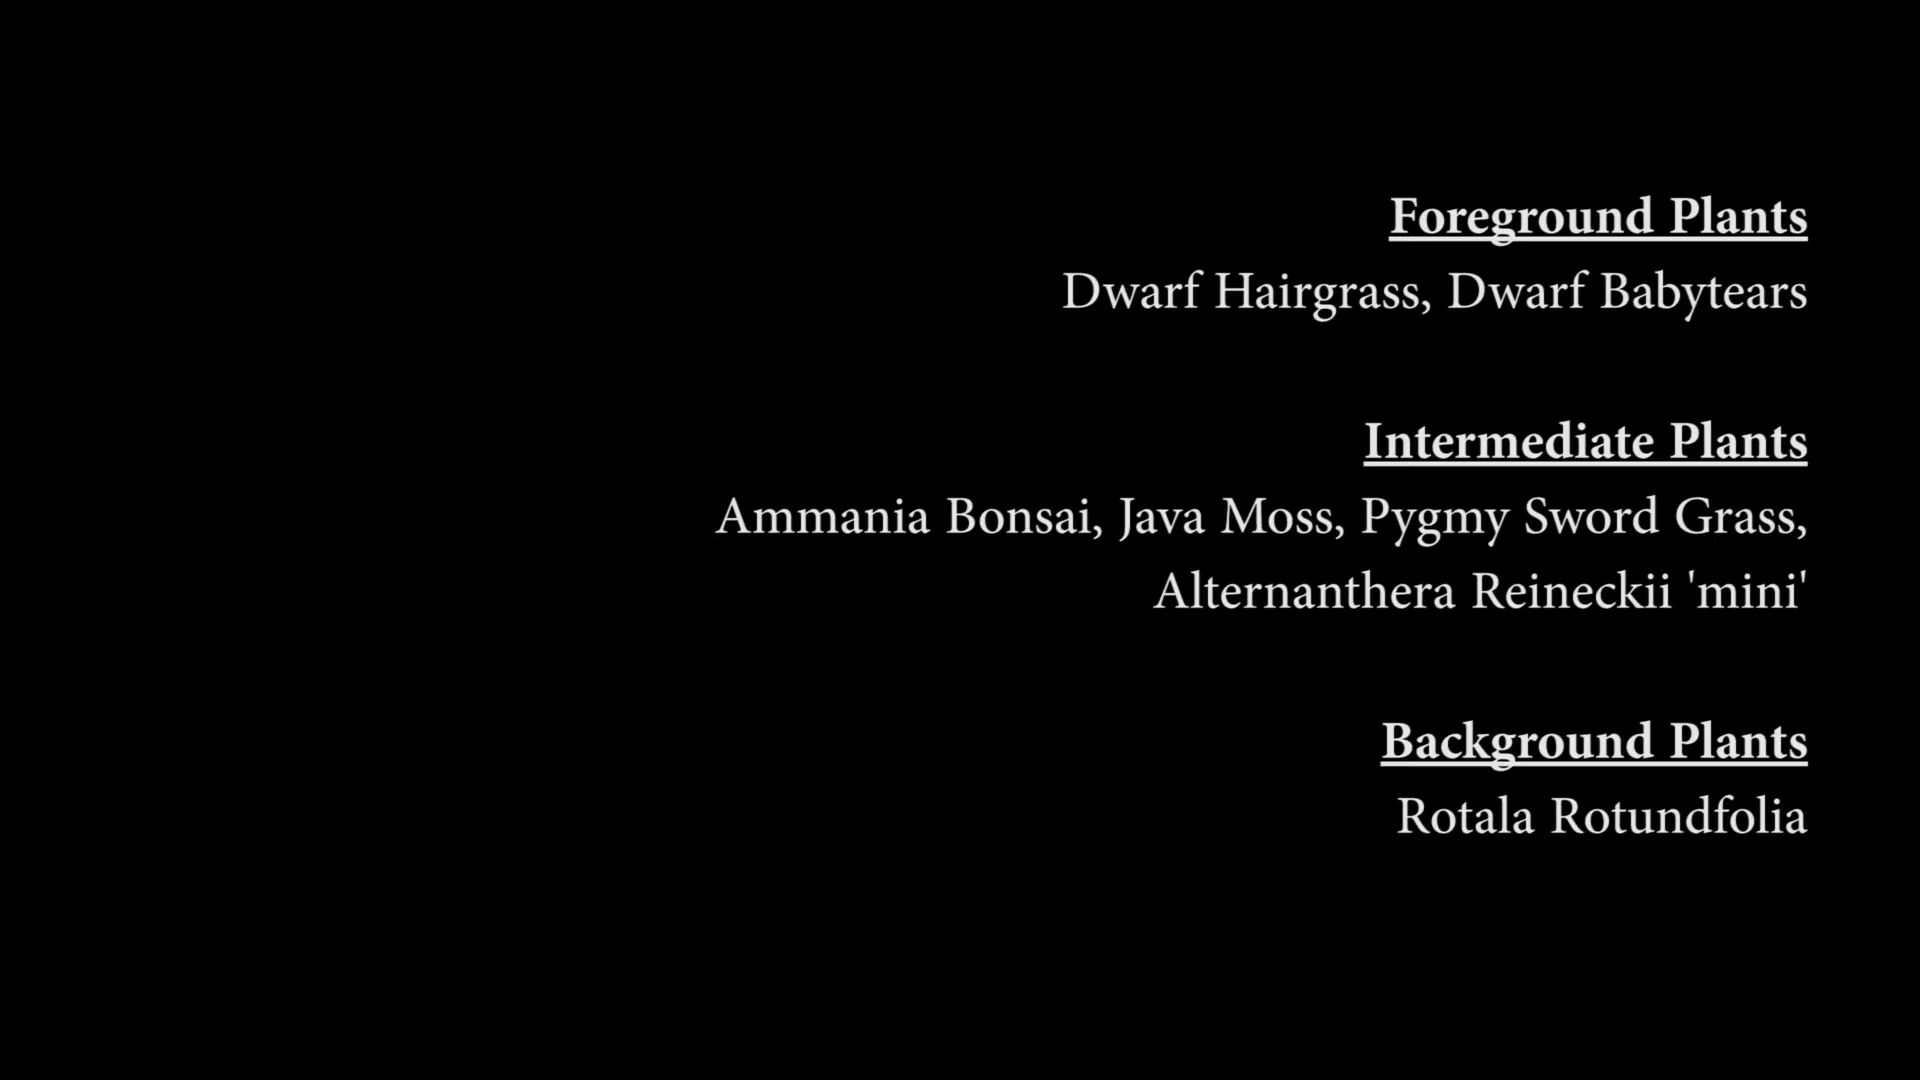 Foreground Plants
Dwarf Hairgrass, Dwarf Babytears
Intermediate Plants
Ammania Bonsai, Java Moss, Pygmy Sword Grass,
Alternanthera Reineckii 'mini'
Background Plants
Rotala Rotundfolia